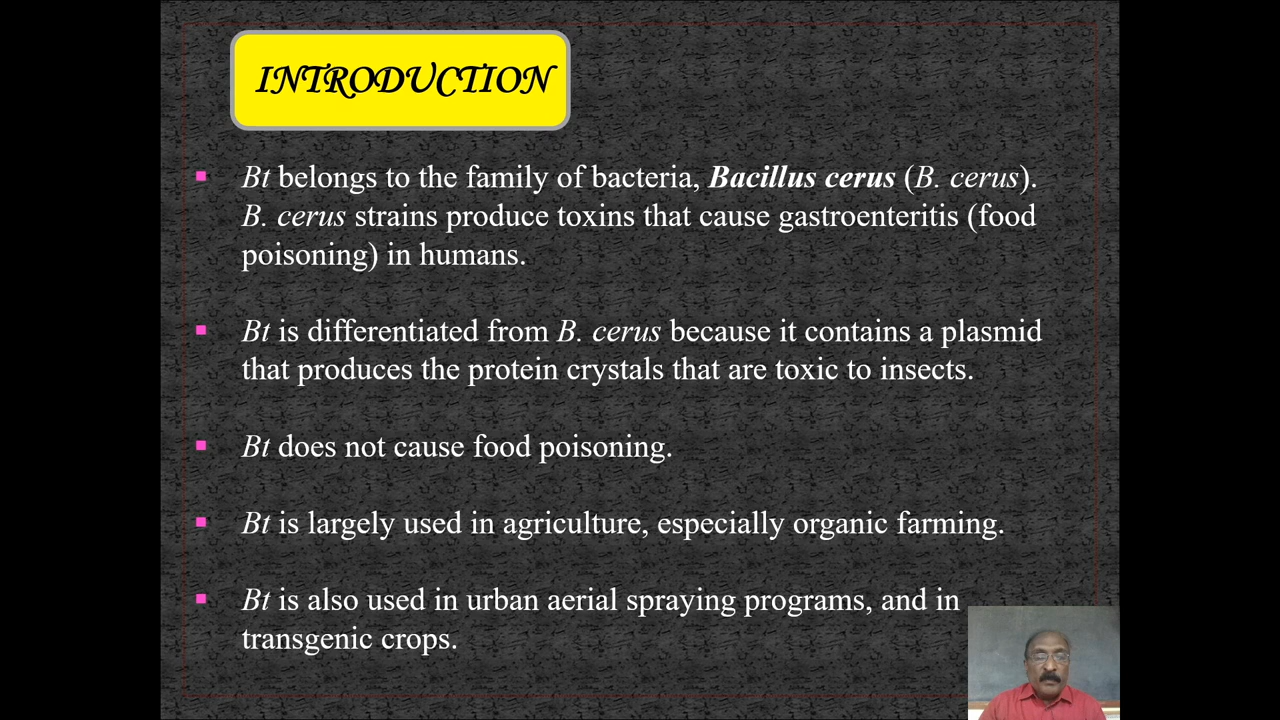 INTRODUCTION
▪ Bt belongs to the family of bacteria, Bacillus cerus (B. cerus).
B. cerus strains produce toxins that cause gastroenteritis (food
poisoning) in humans.
▪ Bt is differentiated from B. cerus because it contains a plasmid
that produces the protein crystals that are toxic to insects.
▪ Bt does not cause food poisoning.
▪ Bt is largely used in agriculture, especially organic farming.
▪ Bt is also used in urban aerial spraying programs, and in
transgenic crops.